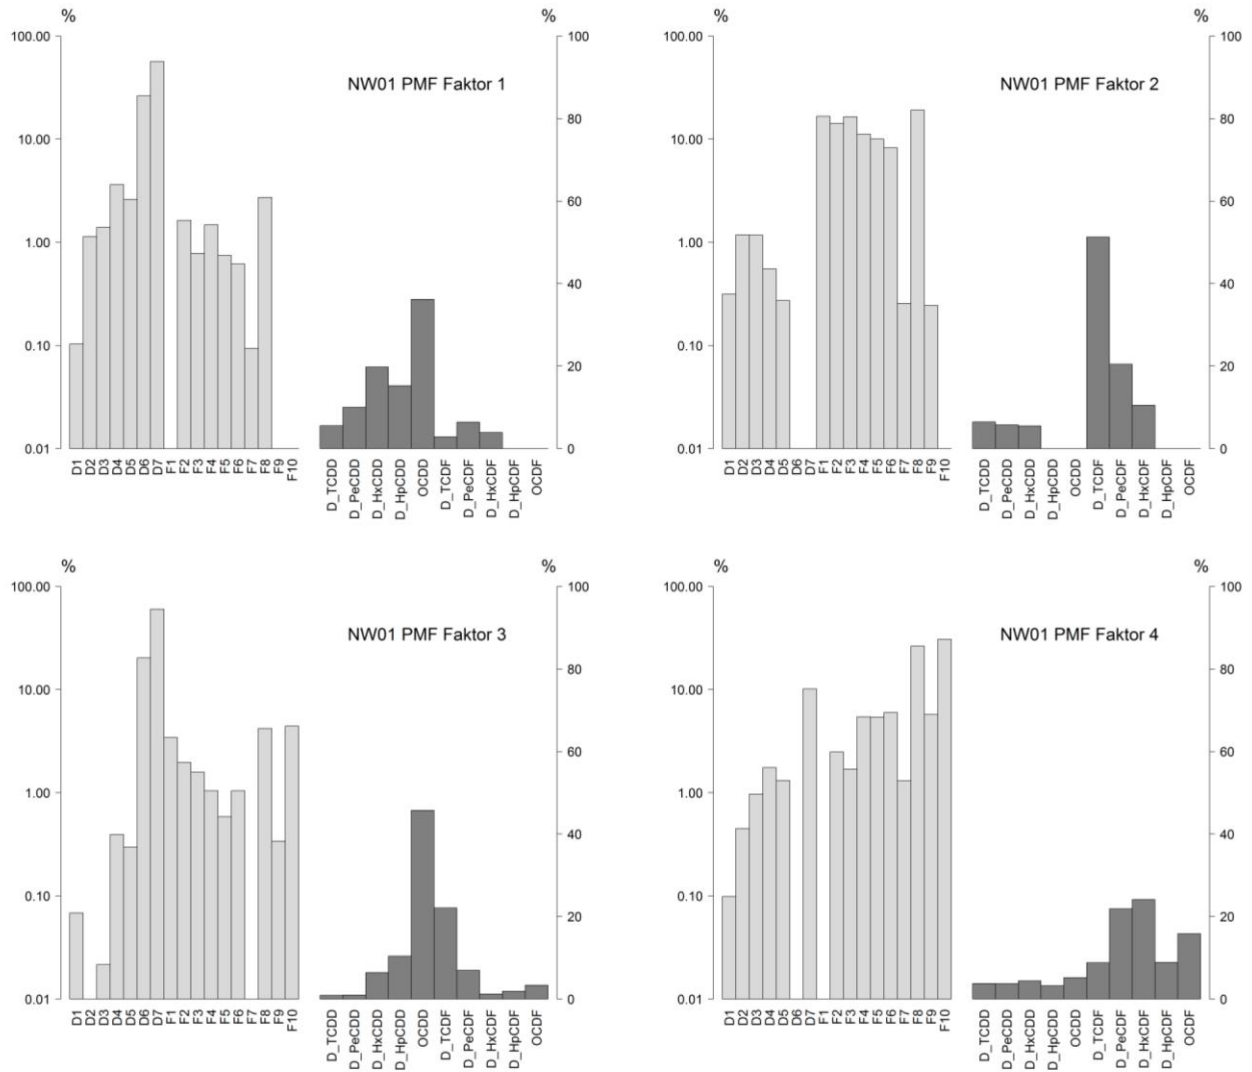 % % % %
100.00 100 100.00 100
NW01 PMF Faktor 1 NW01 PMF Faktor 2
80 80
10.00 10.00
60 60
1.00 1.00
40 40
0.10 0.10
20 20
0.01 0 0.01 0
D1 D2 D3 D4 D5 D6 D7 F1 F2 F3 F4 F5 F6 F7 F8 F9 F10 D_TCDD D_PeCDD D_HxCDD D_HpCDD OCDD D_TCDF D_PeCDF D_HxCDF D_HpCDF OCDF D1 D2 D3 D4 D5 D6 D7 F1 F2 F3 F4 F5 F6 F7 F8 F9 F10 D_TCDD D_PeCDD D_HxCDD D_HpCDD OCDD D_TCDF D_PeCDF D_HxCDF D_HpCDF OCDF
% % % %
100.00 100 100.00 100
NW01 PMF Faktor 3 NW01 PMF Faktor 4
80 80
10.00 10.00
60 60
1.00 1.00
40 40
0.10 0.10
20 20
0.01 0 0.01 0
D1 D2 D3 D4 D5 D6 D7 F1 F2 F3 F4 F5 F6 F7 F8 F9 F10 D_TCDD D_PeCDD D_HxCDD D_HpCDD OCDD D_TCDF D_PeCDF D_HxCDF D_HpCDF OCDF D1 D2 D3 D4 D5 D6 D7 F1 F2 F3 F4 F5 F6 F7 F8 F9 F10 D_TCDD D_PeCDD D_HxCDD D_HpCDD OCDD D_TCDF D_PeCDF D_HxCDF D_HpCDF OCDF